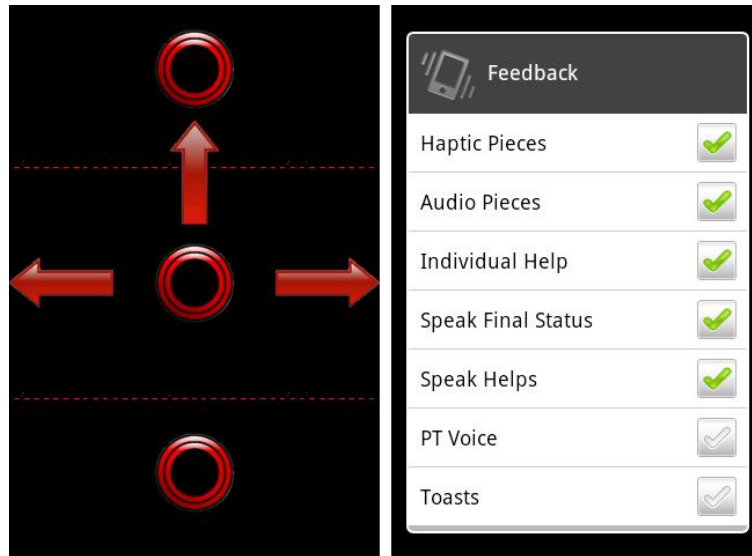 Feedback
Haptic Pieces
Audio Pieces
Individual Help
Speak Final Status
Speak Helps
PT Voice
Toasts